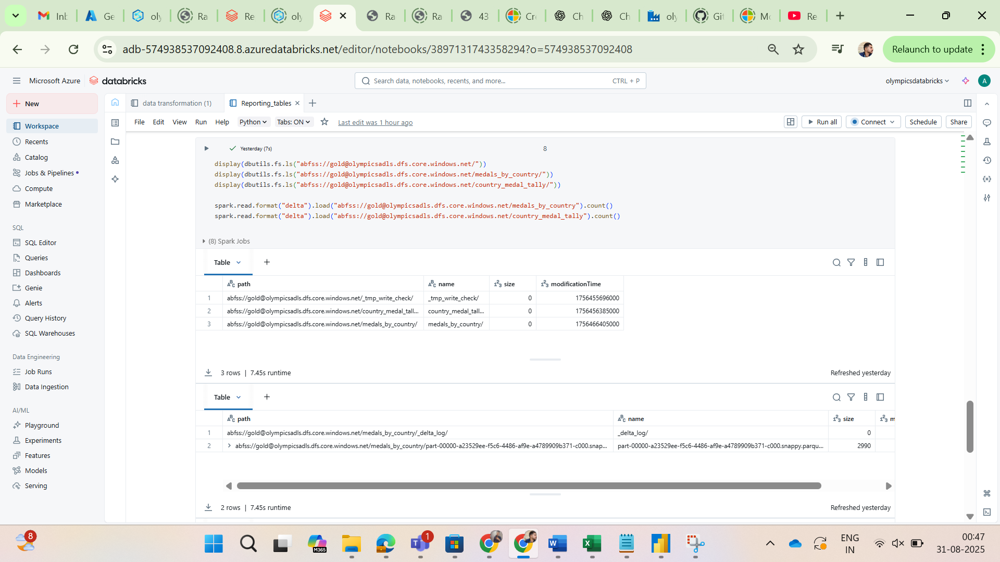 Inb
Ge
oly
Ra
Re
oly
Ra
Ra
43
Cr
Ch
Ch
oly
Git
Mo
Re
adb-574938537092408.8.azuredatabricks.net/editor/notebooks/3897131743358294?o=574938537092408
Relaunch to update
Microsoft Azure
databricks
Search data, notebooks, recents, and more...
CTRL + P
olympicsdatabricks
A
New
Workspace
Recents
Catalog
Jobs & Pipelines
Compute
Marketplace
SQL
SQL Editor
Queries
Dashboards
Genie
Alerts
Query History
SQL Warehouses
Data Engineering
Job Runs
Data Ingestion
AI/ML
Playground
Experiments
Features
Models
Serving
data transformation (1)
Reporting_tables
File Edit View Run Help Python Tabs: ON Last edit was 1 hour ago
Run all Connect Schedule Share
Yesterday (7s)
8
display(dbutils.fs.ls("abfss://gold@olympicsadls.dfs.core.windows.net/"))
display(dbutils.fs.ls("abfss://gold@olympicsadls.dfs.core.windows.net/medals_by_country/"))
display(dbutils.fs.ls("abfss://gold@olympicsadls.dfs.core.windows.net/country_medal_tally/"))
spark.read.format("delta").load("abfss://gold@olympicsadls.dfs.core.windows.net/medals_by_country").count()
spark.read.format("delta").load("abfss://gold@olympicsadls.dfs.core.windows.net/country_medal_tally").count()
(8) Spark Jobs
Table
path name size modificationTime
1 abfss://gold@olympicsadls.dfs.core.windows.net/_tmp_write_check/ _tmp_write_check/ 0 1756455696000
2 abfss://gold@olympicsadls.dfs.core.windows.net/country_medal_tall... country_medal_tall... 0 1756456385000
3 abfss://gold@olympicsadls.dfs.core.windows.net/medals_by_country/ medals_by_country/ 0 1756466405000
3 rows | 7.45s runtime
Refreshed yesterday
Table
path name size m
1 abfss://gold@olympicsadls.dfs.core.windows.net/medals_by_country/_delta_log/ _delta_log/ 0
2 abfss://gold@olympicsadls.dfs.core.windows.net/medals_by_country/part-00000-a23529ee-f5c6-4486-af9e-a4789909b371-c000.snap... part-00000-a23529ee-f5c6-4486-af9e-a4789909b371-c000.snappy.parqu... 2990
2 rows | 7.45s runtime
Refreshed yesterday
8
M365
1
ENG
IN
00:47
31-08-2025